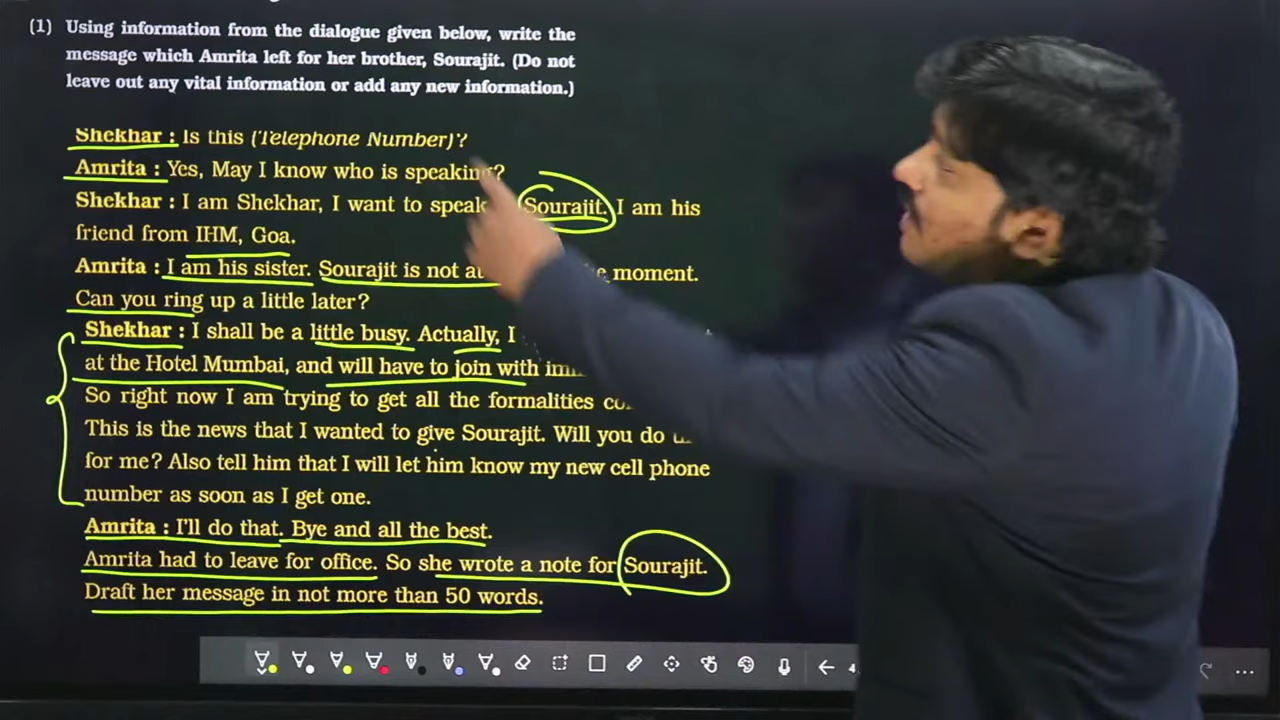 (1) Using information from the dialogue given below, write the
message which Amrita left for her brother, Sourajit. (Do not
leave out any vital information or add any new information.)
Shekhar : Is this (Telephone Number)?
Amrita : Yes, May I know who is speaking?
Shekhar : I am Shekhar, I want to speak Sourajit. I am his
friend from IHM, Goa.
Amrita : I am his sister. Sourajit is not moment.
Can you ring up a little later?
Shekhar : I shall be a little busy. Actually, I
at the Hotel Mumbai, and will have to join with
So right now I am trying to get all the formalities
This is the news that I wanted to give Sourajit. Will you do
for me? Also tell him that I will let him know my new cell phone
number as soon as I get one.
Amrita : I'll do that. Bye and all the best.
Amrita had to leave for office. So she wrote a note for Sourajit.
Draft her message in not more than 50 words.
4